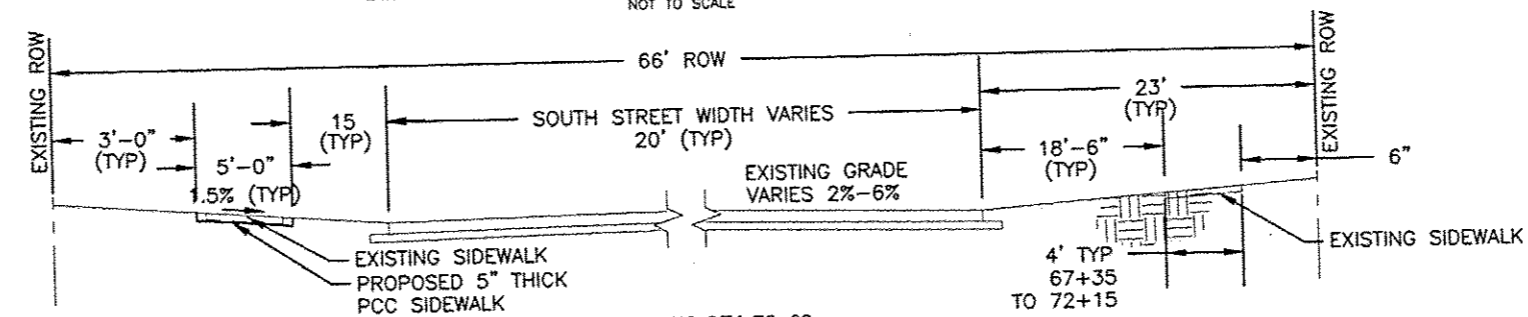 NOT TO SCALE
EXISTING ROW
EXISTING ROW
66' ROW
23'
(TYP)
SOUTH STREET WIDTH VARIES
20' (TYP)
15
(TYP)
3'-0"
(TYP)
5'-0"
1.5% (TYP)
18'-6"
(TYP)
6"
EXISTING GRADE
VARIES 2%-6%
EXISTING SIDEWALK
PROPOSED 5" THICK
PCC SIDEWALK
EXISTING SIDEWALK
4' TYP
67+35
TO 72+15